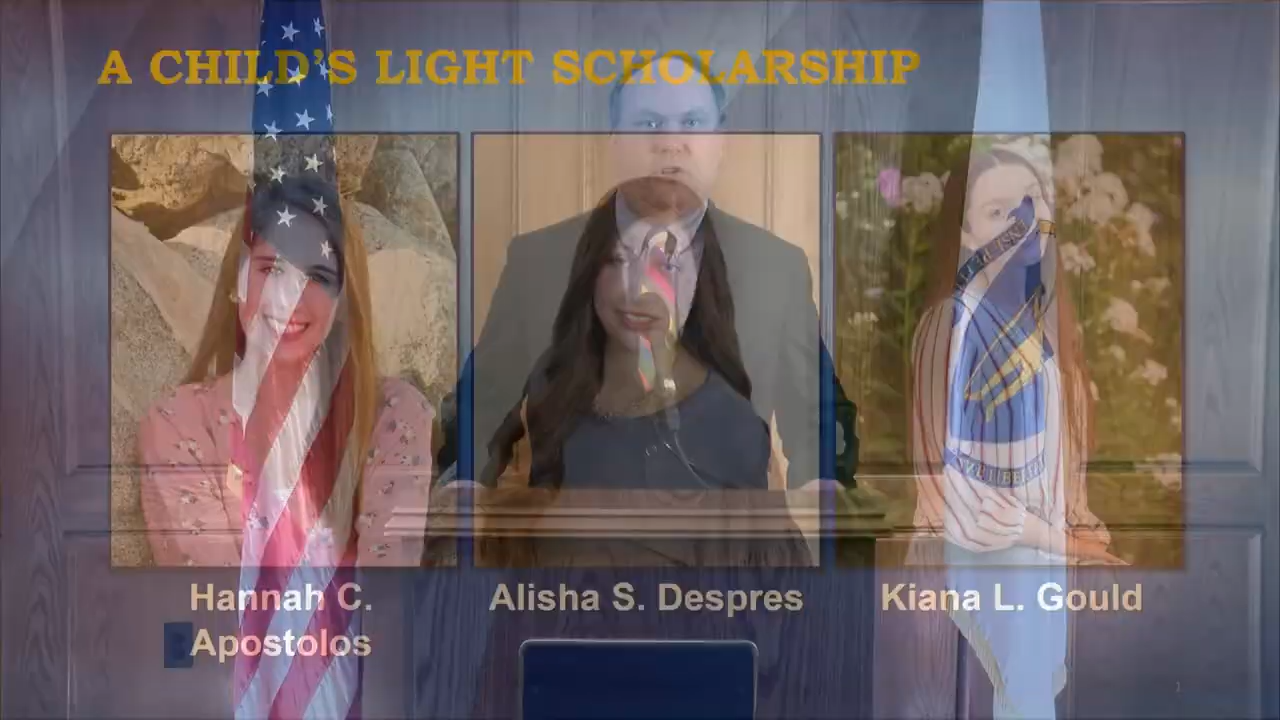 A CHILD'S LIGHT SCHOLARSHIP
Hannah C.
Apostolos
Alisha S. Despres
Kiana L. Gould